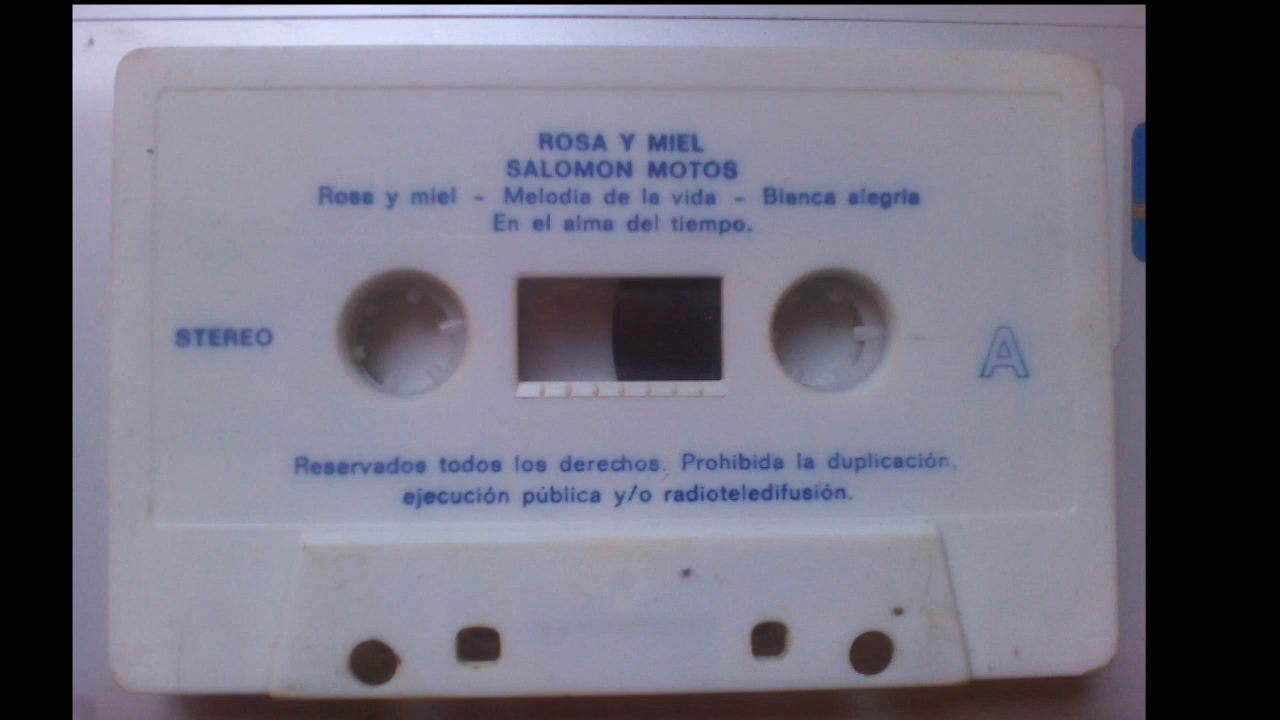 ROSA Y MIEL
SALOMON MOTOS
Rosa y miel - Melodia de la vida - Blanca alegria
En el alma del tiempo.
STEREO
A
Reservados todos los derechos. Prohibida la duplicación,
ejecución pública y/o radioteledifusión.